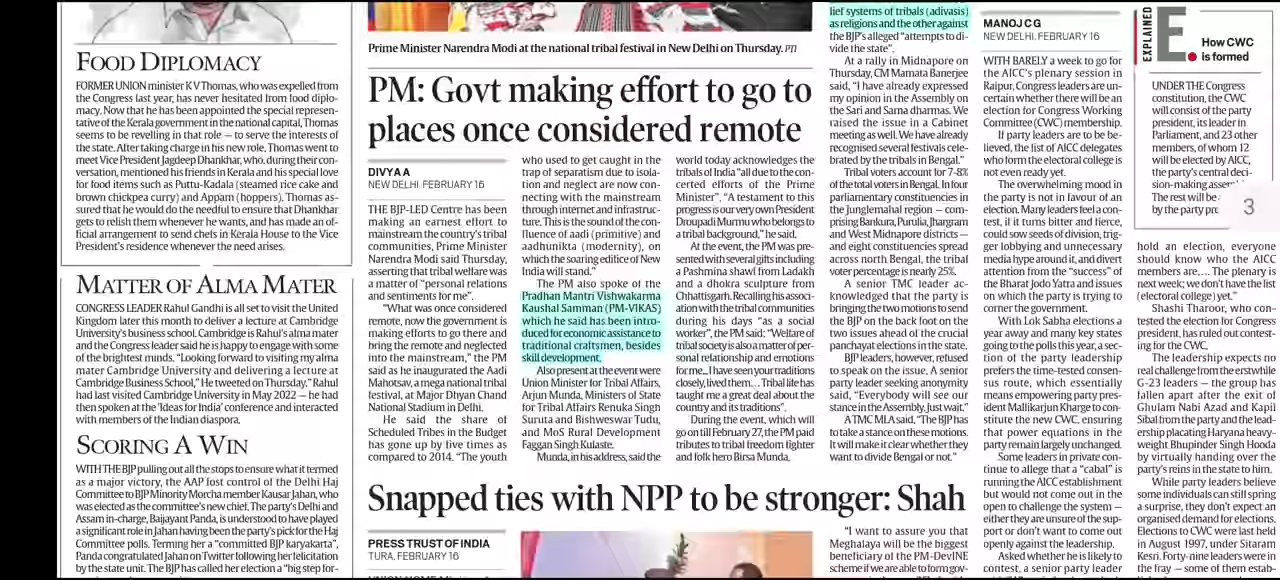 FOOD DIPLOMACY
FORMER UNION minister K V Thomas, who was expelled from
the Congress last year, has never hesitated from food diplo-
macy. Now that he has been appointed the special represen-
tative of the Kerala government in the national capital, Thomas
seems to be revelling in that role — to serve the interests of
the state. After taking charge in his new role, Thomas went to
meet Vice President Jagdeep Dhankhar, who, during their con-
versation, mentioned his friends in Kerala and his special love
for food items such as Puttu-Kadala (steamed rice cake and
brown chickpea curry) and Appam (hoppers). Thomas as-
sured that he would do the needful to ensure that Dhankhar
gets to relish them whenever he wants, and has made an of-
ficial arrangement to send chefs in Kerala House to the Vice
President's residence whenever the need arises.
MATTER OF ALMA MATER
CONGRESS LEADER Rahul Gandhi is all set to visit the United
Kingdom later this month to deliver a lecture at Cambridge
University's business school. Cambridge is Rahul's alma mater
and the Congress leader said he is happy to engage with some
of the brightest minds. "Looking forward to visiting my alma
mater Cambridge University and delivering a lecture at
Cambridge Business School," He tweeted on Thursday." Rahul
had last visited Cambridge University in May 2022 — he had
then spoken at the 'Ideas for India' conference and interacted
with members of the Indian diaspora.
SCORING A WIN
WITH THE BJP pulling out all the stops to ensure what it termed
as a major victory, the AAP lost control of the Delhi Haj
Committee to BJP Minority Morcha member Kausar Jahan, who
was elected as the committee's new chief. The party's Delhi and
Assam in-charge, Baijayant Panda, is understood to have played
a significant role in Jahan having been the party's pick for the Haj
Committee polls. Terming her a "committed BJP karyakarta",
Panda congratulated Jahan on Twitter following her felicitation
by the state unit. The BJP has called her election a "big step for-
Prime Minister Narendra Modi at the national tribal festival in New Delhi on Thursday. PTI
PM: Govt making effort to go to
places once considered remote
DIVYA A
NEW DELHI, FEBRUARY 16
THE BJP-LED Centre has been
making an earnest effort to
mainstream the country's tribal
communities, Prime Minister
Narendra Modi said Thursday,
asserting that tribal welfare was
a matter of "personal relations
and sentiments for me".
"What was once considered
remote, now the government is
making efforts to go there and
bring the remote and neglected
into the mainstream," the PM
said as he inaugurated the Aadi
Mahotsav, a mega national tribal
festival, at Major Dhyan Chand
National Stadium in Delhi.
He said the share of
Scheduled Tribes in the Budget
has gone up by five times as
compared to 2014. "The youth
who used to get caught in the
trap of separatism due to isola-
tion and neglect are now con-
necting with the mainstream
through internet and infrastruc-
ture. This is the sound of the con-
fluence of aadi (primitive) and
aadhunikta (modernity), on
which the soaring edifice of New
India will stand."
The PM also spoke of the
Pradhan Mantri Vishwakarma
Kaushal Samman (PM-VIKAS)
which he said has been intro-
duced for economic assistance to
traditional craftsmen, besides
skill development.
Also present at the event were
Union Minister for Tribal Affairs,
Arjun Munda, Ministers of State
for Tribal Affairs Renuka Singh
Suruta and Bishweswar Tudu,
and MoS Rural Development
Faggan Singh Kulaste.
Munda, in his address, said the
world today acknowledges the
tribals of India "all due to the con-
certed efforts of the Prime
Minister". "A testament to this
progress is our very own President
Droupadi Murmu who belongs to
a tribal background," he said.
At the event, the PM was pre-
sented with several gifts including
a Pashmina shawl from Ladakh
and a dhokra sculpture from
Chhattisgarh. Recalling his associ-
ation with the tribal communities
during his days "as a social
worker", the PM said: "Welfare of
tribal society is also a matter of per-
sonal relationship and emotions
for me... I have seen your traditions
closely, lived them... Tribal life has
taught me a great deal about the
country and its traditions".
During the event, which will
go on till February 27, the PM paid
tributes to tribal freedom fighter
and folk hero Birsa Munda.
lief systems of tribals (adivasis)
as religions and the other against
the BJP's alleged "attempts to di-
vide the state".
At a rally in Midnapore on
Thursday, CM Mamata Banerjee
said, "I have already expressed
my opinion in the Assembly on
the Sari and Sarna dharmas. We
raised the issue in a Cabinet
meeting as well. We have already
recognised several festivals cele-
brated by the tribals in Bengal."
Tribal voters account for 7-8%
of the total voters in Bengal. In four
parliamentary constituencies in
the Junglemahal region — com-
prising Bankura, Purulia, Jhargram
and West Midnapore districts —
and eight constituencies spread
across north Bengal, the tribal
voter percentage is nearly 25%.
A senior TMC leader ac-
knowledged that the party is
bringing the two motions to send
the BJP on the back foot on the
two issues ahead of the crucial
panchayat elections in the state.
BJP leaders, however, refused
to speak on the issue. A senior
party leader seeking anonymity
said, "Everybody will see our
stance in the Assembly. Just wait."
A TMC MLA said, "The BJP has
to take a stance on these motions.
It will make it clear whether they
want to divide Bengal or not."
Snapped ties with NPP to be stronger: Shah
PRESS TRUST OF INDIA
TURA, FEBRUARY 16
"I want to assure you that
Meghalaya will be the biggest
beneficiary of the PM-DevINE
scheme if we are able to form gov-
MANOJ C G
NEW DELHI, FEBRUARY 16
WITH BARELY a week to go for
the AICC's plenary session in
Raipur, Congress leaders are un-
certain whether there will be an
election for Congress Working
Committee (CWC) membership.
If party leaders are to be be-
lieved, the list of AICC delegates
who form the electoral college is
not even ready yet.
The overwhelming mood in
the party is not in favour of an
election. Many leaders feel a con-
test, if it turns bitter and fierce,
could sow seeds of division, trig-
ger lobbying and unnecessary
media hype around it, and divert
attention from the "success" of
the Bharat Jodo Yatra and issues
on which the party is trying to
corner the government.
With Lok Sabha elections a
year away and many key states
going to the polls this year, a sec-
tion of the party leadership
prefers the time-tested consen-
sus route, which essentially
means empowering party pres-
ident Mallikarjun Kharge to con-
stitute the new CWC, ensuring
that power equations in the
party remain largely unchanged.
Some leaders in private con-
tinue to allege that a "cabal" is
running the AICC establishment
but would not come out in the
open to challenge the system —
either they are unsure of the sup-
port or don't want to come out
openly against the leadership.
Asked whether he is likely to
contest, a senior party leader
EXPLAINED
E.
How CWC
is formed
UNDER THE Congress
constitution, the CWC
will consist of the party
president, its leader in
Parliament, and 23 other
members, of whom 12
will be elected by AICC,
the party's central deci-
sion-making
The rest will be
by the party
3
hold an election, everyone
should know who the AICC
members are,... The plenary is
next week; we don't have the list
(electoral college) yet."
Shashi Tharoor, who con-
tested the election for Congress
president, has ruled out contest-
ing for the CWC.
The leadership expects no
real challenge from the erstwhile
G-23 leaders — the group has
fallen apart after the exit of
Ghulam Nabi Azad and Kapil
Sibal from the party and the lead-
ership placating Haryana heavy-
weight Bhupinder Singh Hooda
by virtually handing over the
party's reins in the state to him.
While party leaders believe
some individuals can still spring
a surprise, they don't expect an
organised demand for elections.
Elections to CWC were last held
in August 1997, under Sitaram
Kesri. Forty-nine leaders were in
the fray — some of them estab-